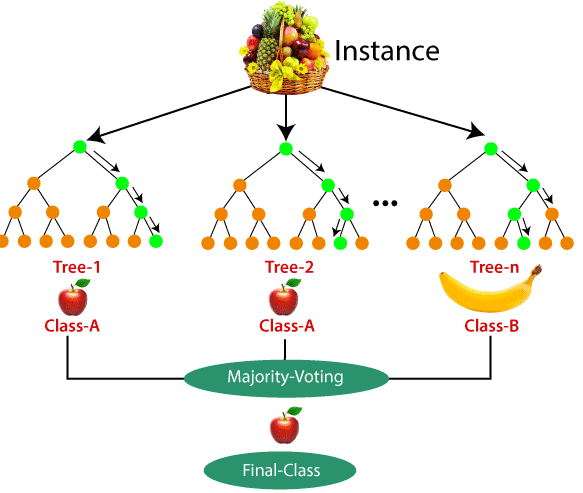 Instance
Tree-1
Tree-2
Tree-n
Class-A
Class-A
Class-B
Majority-Voting
Final-Class